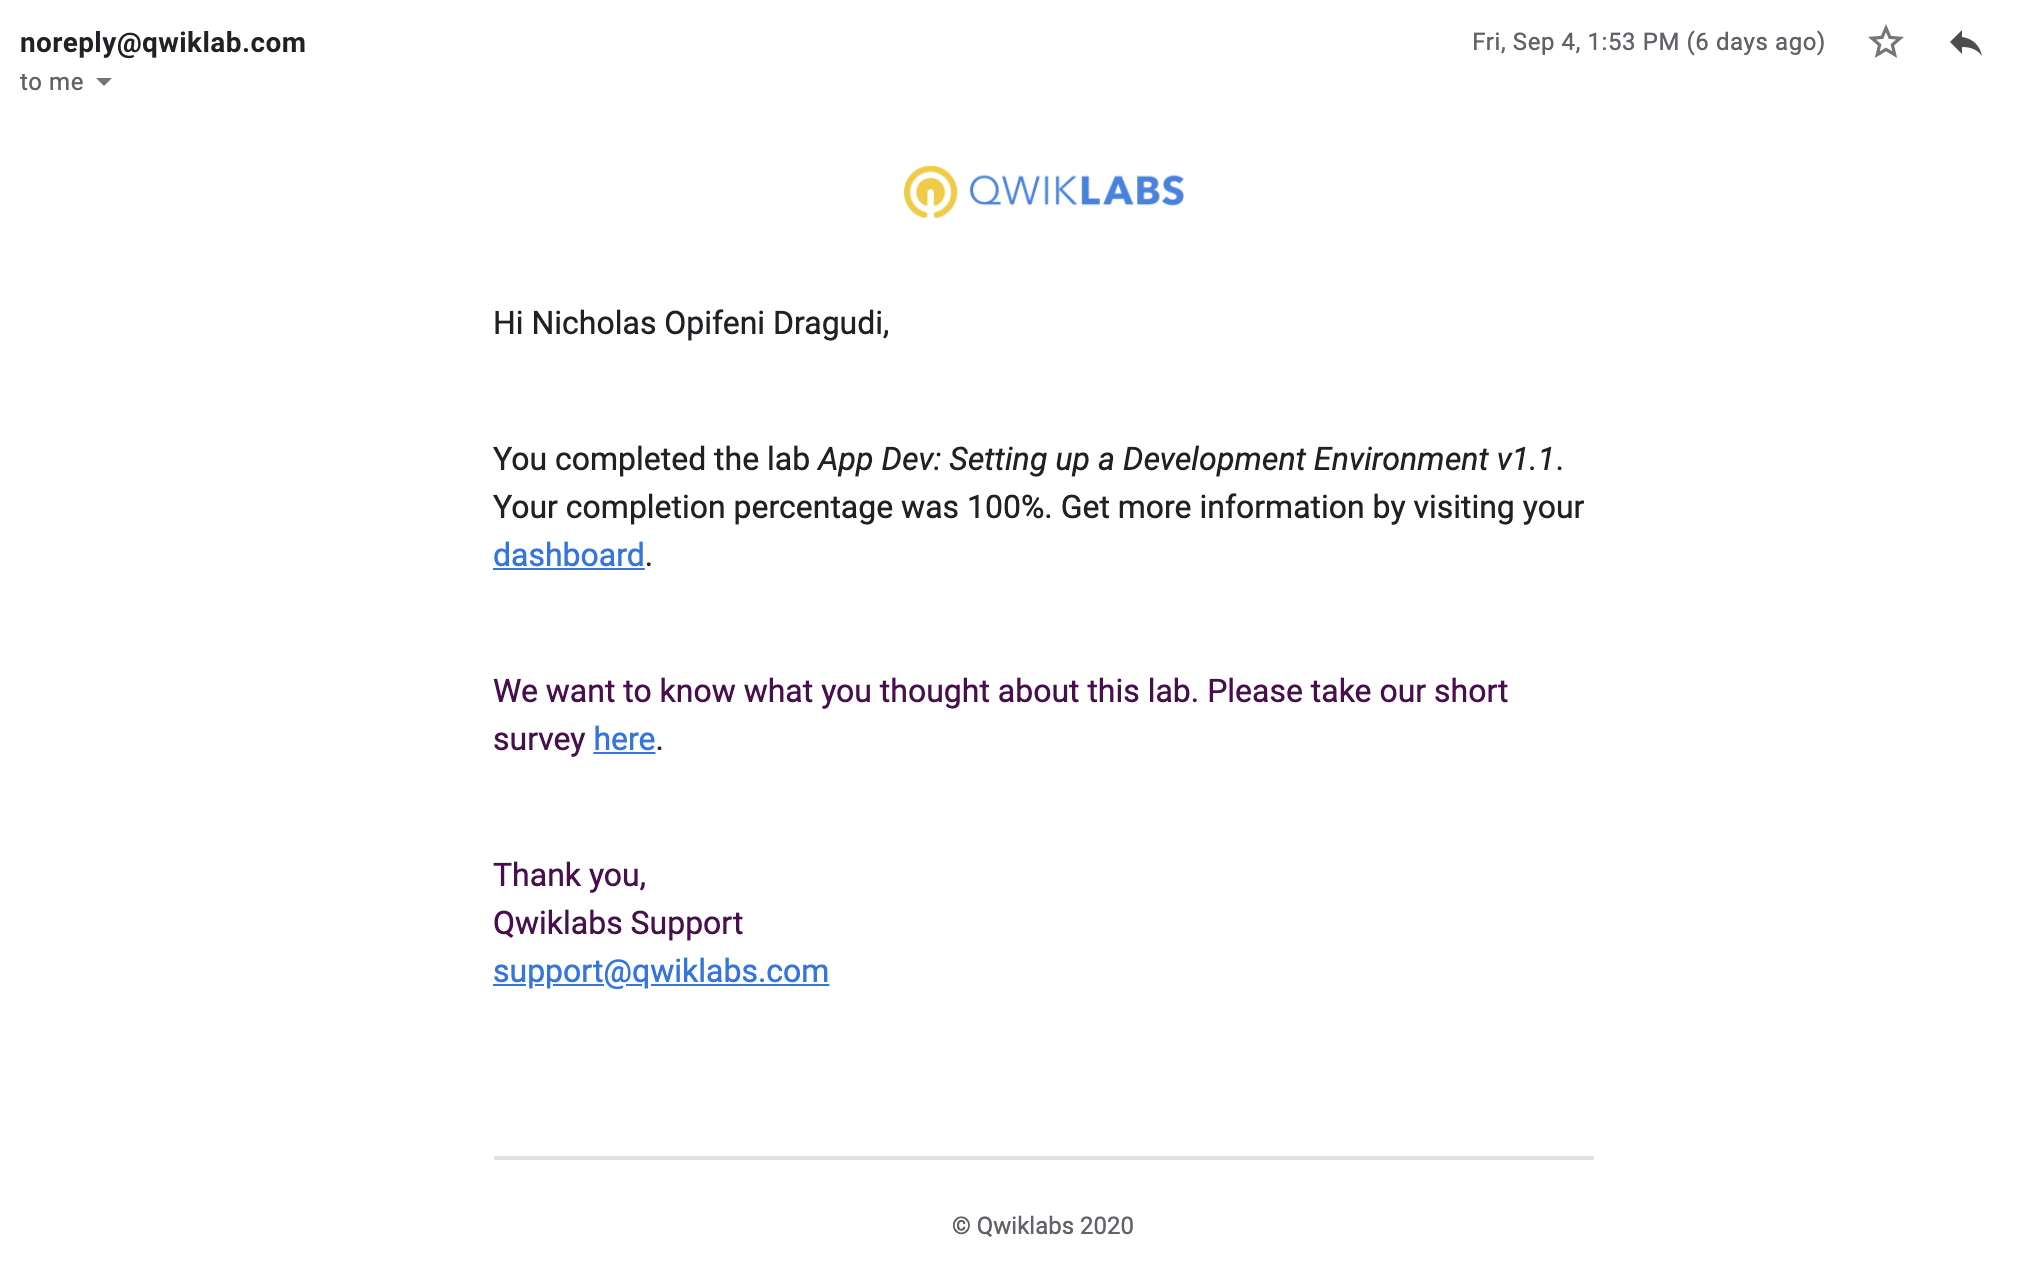 noreply@qwiklab.com
Fri, Sep 4, 1:53 PM (6 days ago)
to me
QWIKLABS
Hi Nicholas Opifeni Dragudi,
You completed the lab App Dev: Setting up a Development Environment v1.1.
Your completion percentage was 100%. Get more information by visiting your
dashboard.
We want to know what you thought about this lab. Please take our short
survey here.
Thank you,
Qwiklabs Support
support@qwiklabs.com
© Qwiklabs 2020